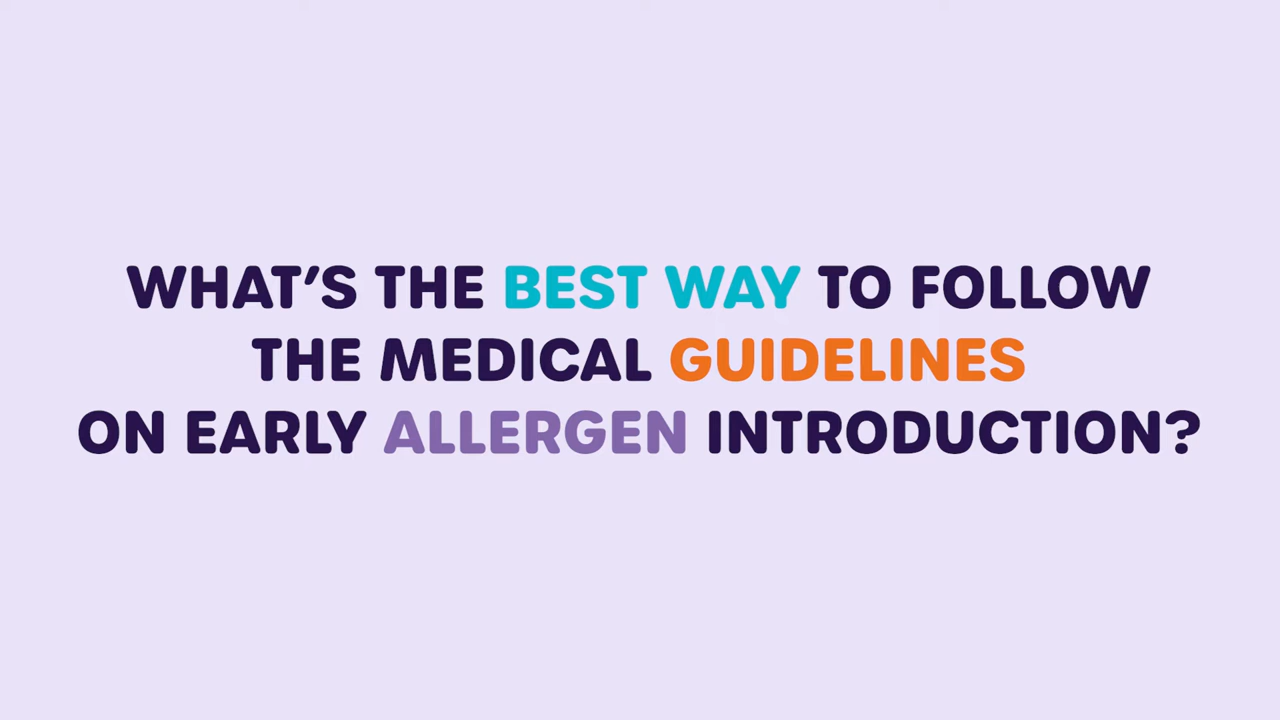 WHAT'S THE BEST WAY TO FOLLOW
THE MEDICAL GUIDELINES
ON EARLY ALLERGEN INTRODUCTION?